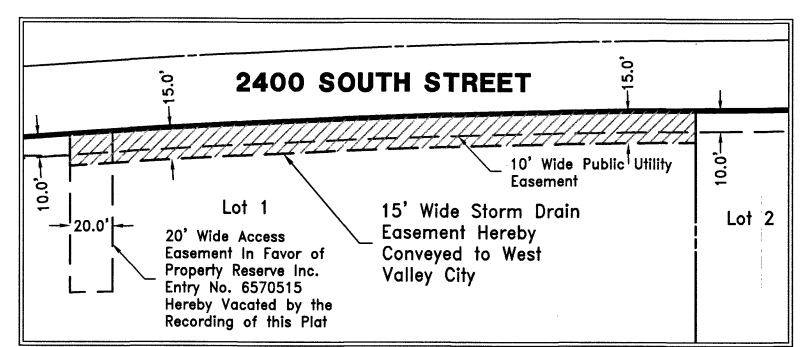 2400 SOUTH STREET
15.0'
15.0'
10.0'
10.0'
20.0'
10' Wide Public Utility
Easement
Lot 1
20' Wide Access
Easement In Favor of
Property Reserve Inc.
Entry No. 6570515
Hereby Vacated by the
Recording of this Plat
15' Wide Storm Drain
Easement Hereby
Conveyed to West
Valley City
Lot 2